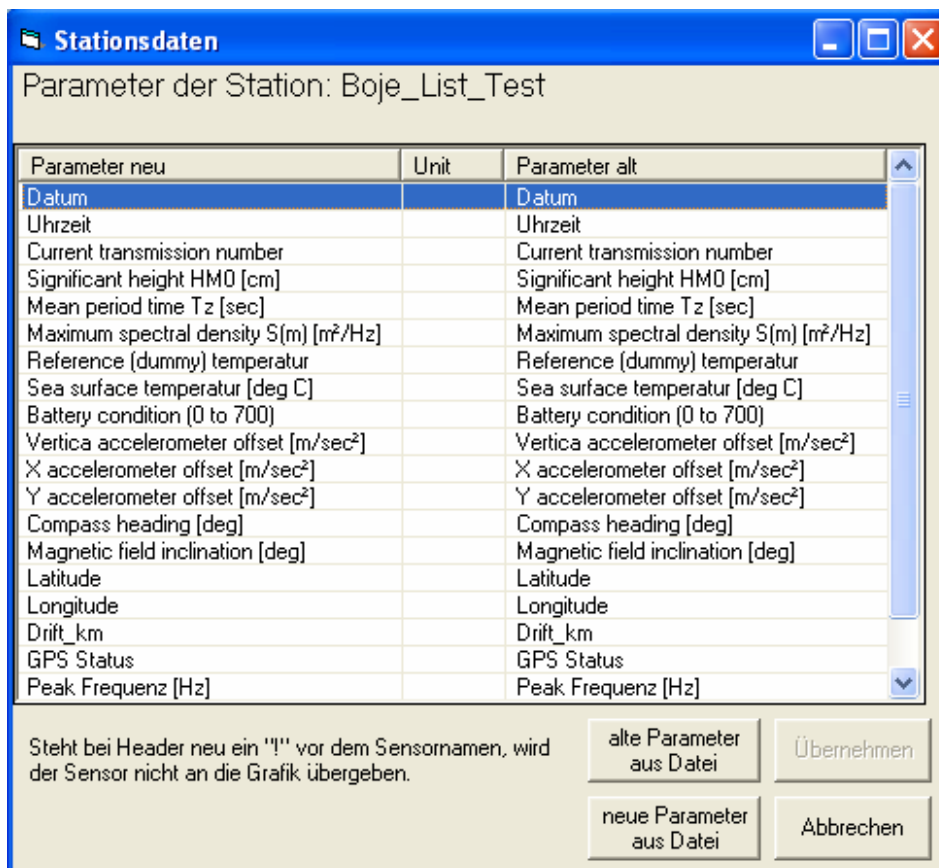 Stationsdaten
Parameter der Station: Boje_List_Test
Parameter neu Unit Parameter alt
Datum Datum
Uhrzeit Uhrzeit
Current transmission number Current transmission number
Significant height HM0 [cm] Significant height HM0 [cm]
Mean period time Tz [sec] Mean period time Tz [sec]
Maximum spectral density S(m) [m²/Hz] Maximum spectral density S(m) [m²/Hz]
Reference (dummy) temperatur Reference (dummy) temperatur
Sea surface temperatur [deg C] Sea surface temperatur [deg C]
Battery condition (0 to 700) Battery condition (0 to 700)
Vertica accelerometer offset [m/sec²] Vertica accelerometer offset [m/sec²]
X accelerometer offset [m/sec²] X accelerometer offset [m/sec²]
Y accelerometer offset [m/sec²] Y accelerometer offset [m/sec²]
Compass heading [deg] Compass heading [deg]
Magnetic field inclination [deg] Magnetic field inclination [deg]
Latitude Latitude
Longitude Longitude
Drift_km Drift_km
GPS Status GPS Status
Peak Frequenz [Hz] Peak Frequenz [Hz]
Steht bei Header neu ein "!" vor dem Sensornamen, wird
der Sensor nicht an die Grafik übergeben.
alte Parameter
aus Datei
Übernehmen
neue Parameter
aus Datei
Abbrechen